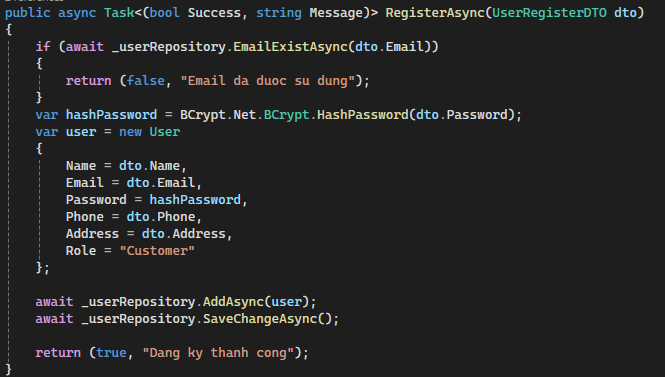 public async Task<(bool Success, string Message)> RegisterAsync(UserRegisterDTO dto)
{
if (await _userRepository.EmailExistAsync(dto.Email))
{
return (false, "Email da duoc su dung");
}
var hashPassword = BCrypt.Net.BCrypt.HashPassword(dto.Password);
var user = new User
{
Name = dto.Name,
Email = dto.Email,
Password = hashPassword,
Phone = dto.Phone,
Address = dto.Address,
Role = "Customer"
};
await _userRepository.AddAsync(user);
await _userRepository.SaveChangeAsync();
return (true, "Dang ky thanh cong");
}